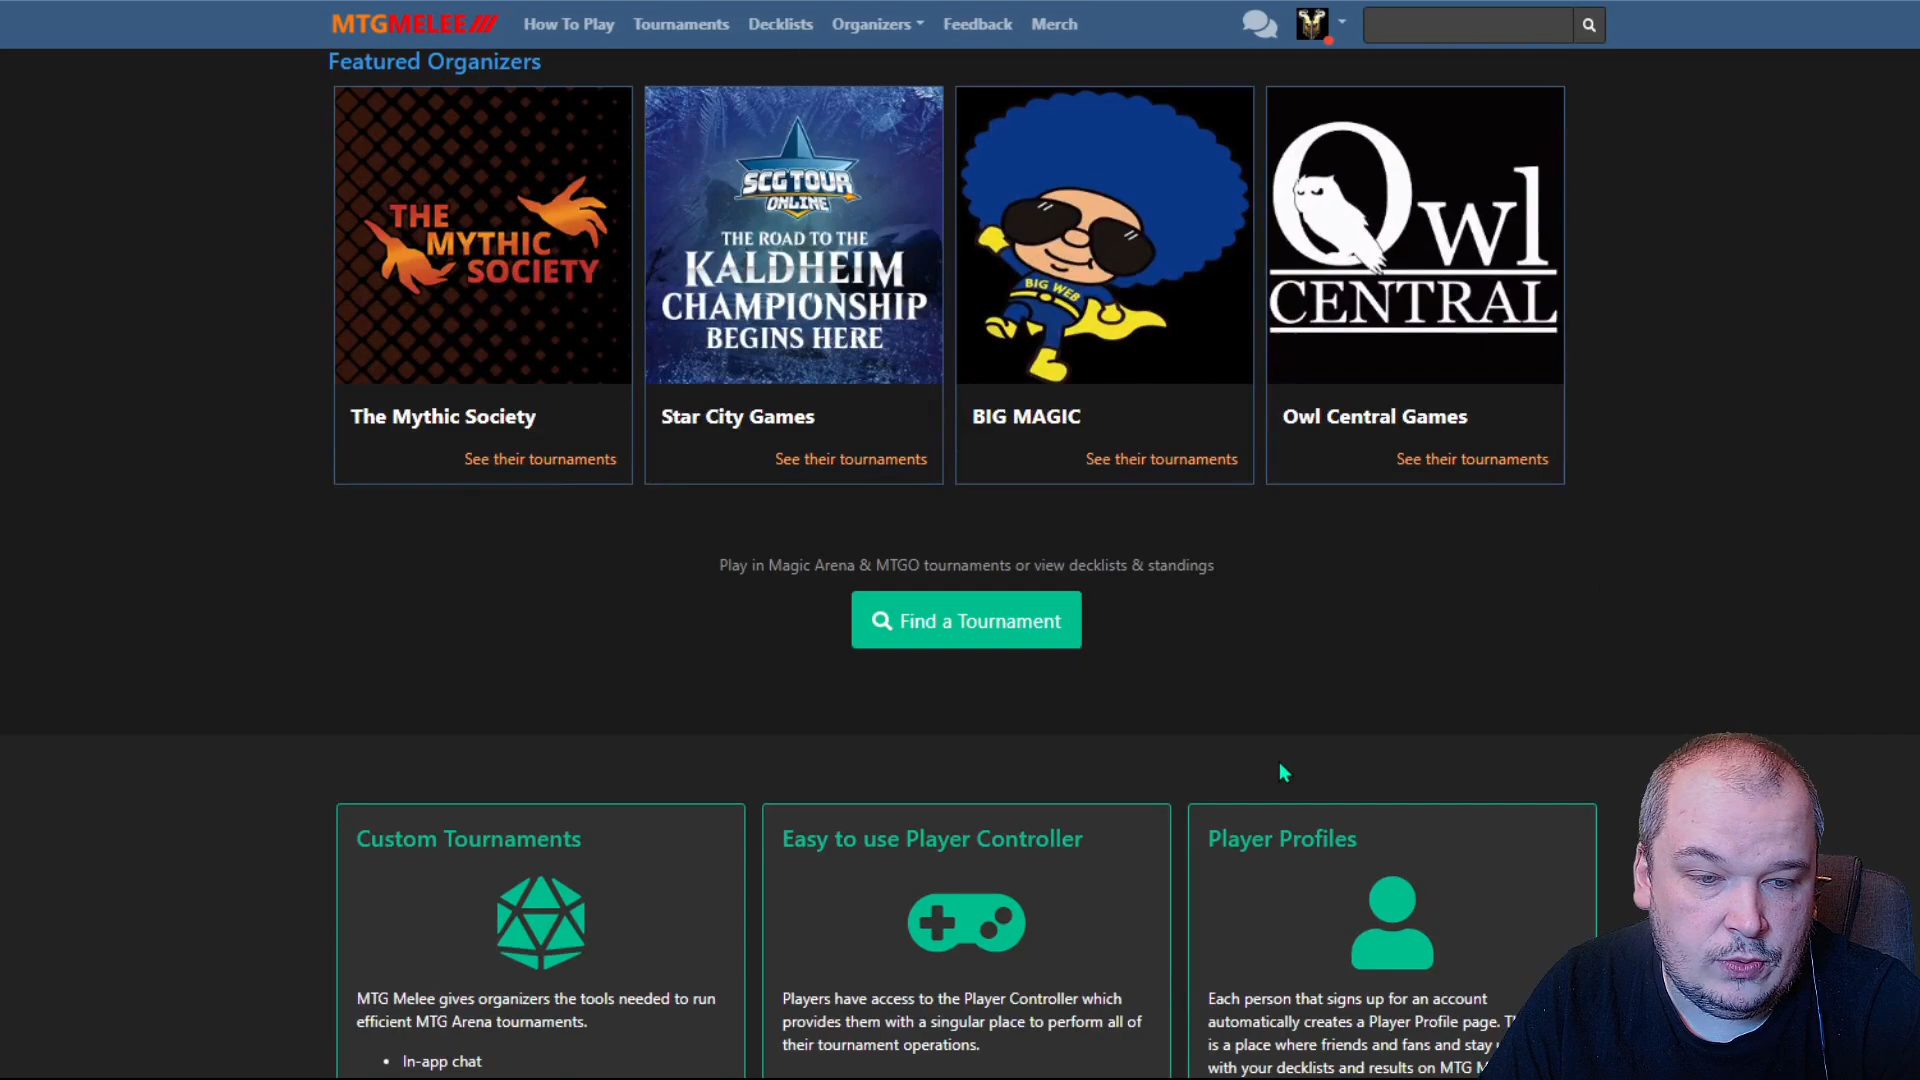 MTGMELEE How To Play Tournaments Decklists Organizers Feedback Merch
Featured Organizers
THE
MYTHIC
SOCIETY
SCG TOUR
ONLINE
THE ROAD TO THE
KALDHEIM
CHAMPIONSHIP
BEGINS HERE
BIG WEB
Owl
CENTRAL
The Mythic Society
See their tournaments
Star City Games
See their tournaments
BIG MAGIC
See their tournaments
Owl Central Games
See their tournaments
Play in Magic Arena & MTGO tournaments or view decklists & standings
Find a Tournament
Custom Tournaments
MTG Melee gives organizers the tools needed to run
efficient MTG Arena tournaments.
• In-app chat
Easy to use Player Controller
Players have access to the Player Controller which
provides them with a singular place to perform all of
their tournament operations.
Player Profiles
Each person that signs up for an account
automatically creates a Player Profile page.
is a place where friends and fans and stay
with your decklists and results on MTG